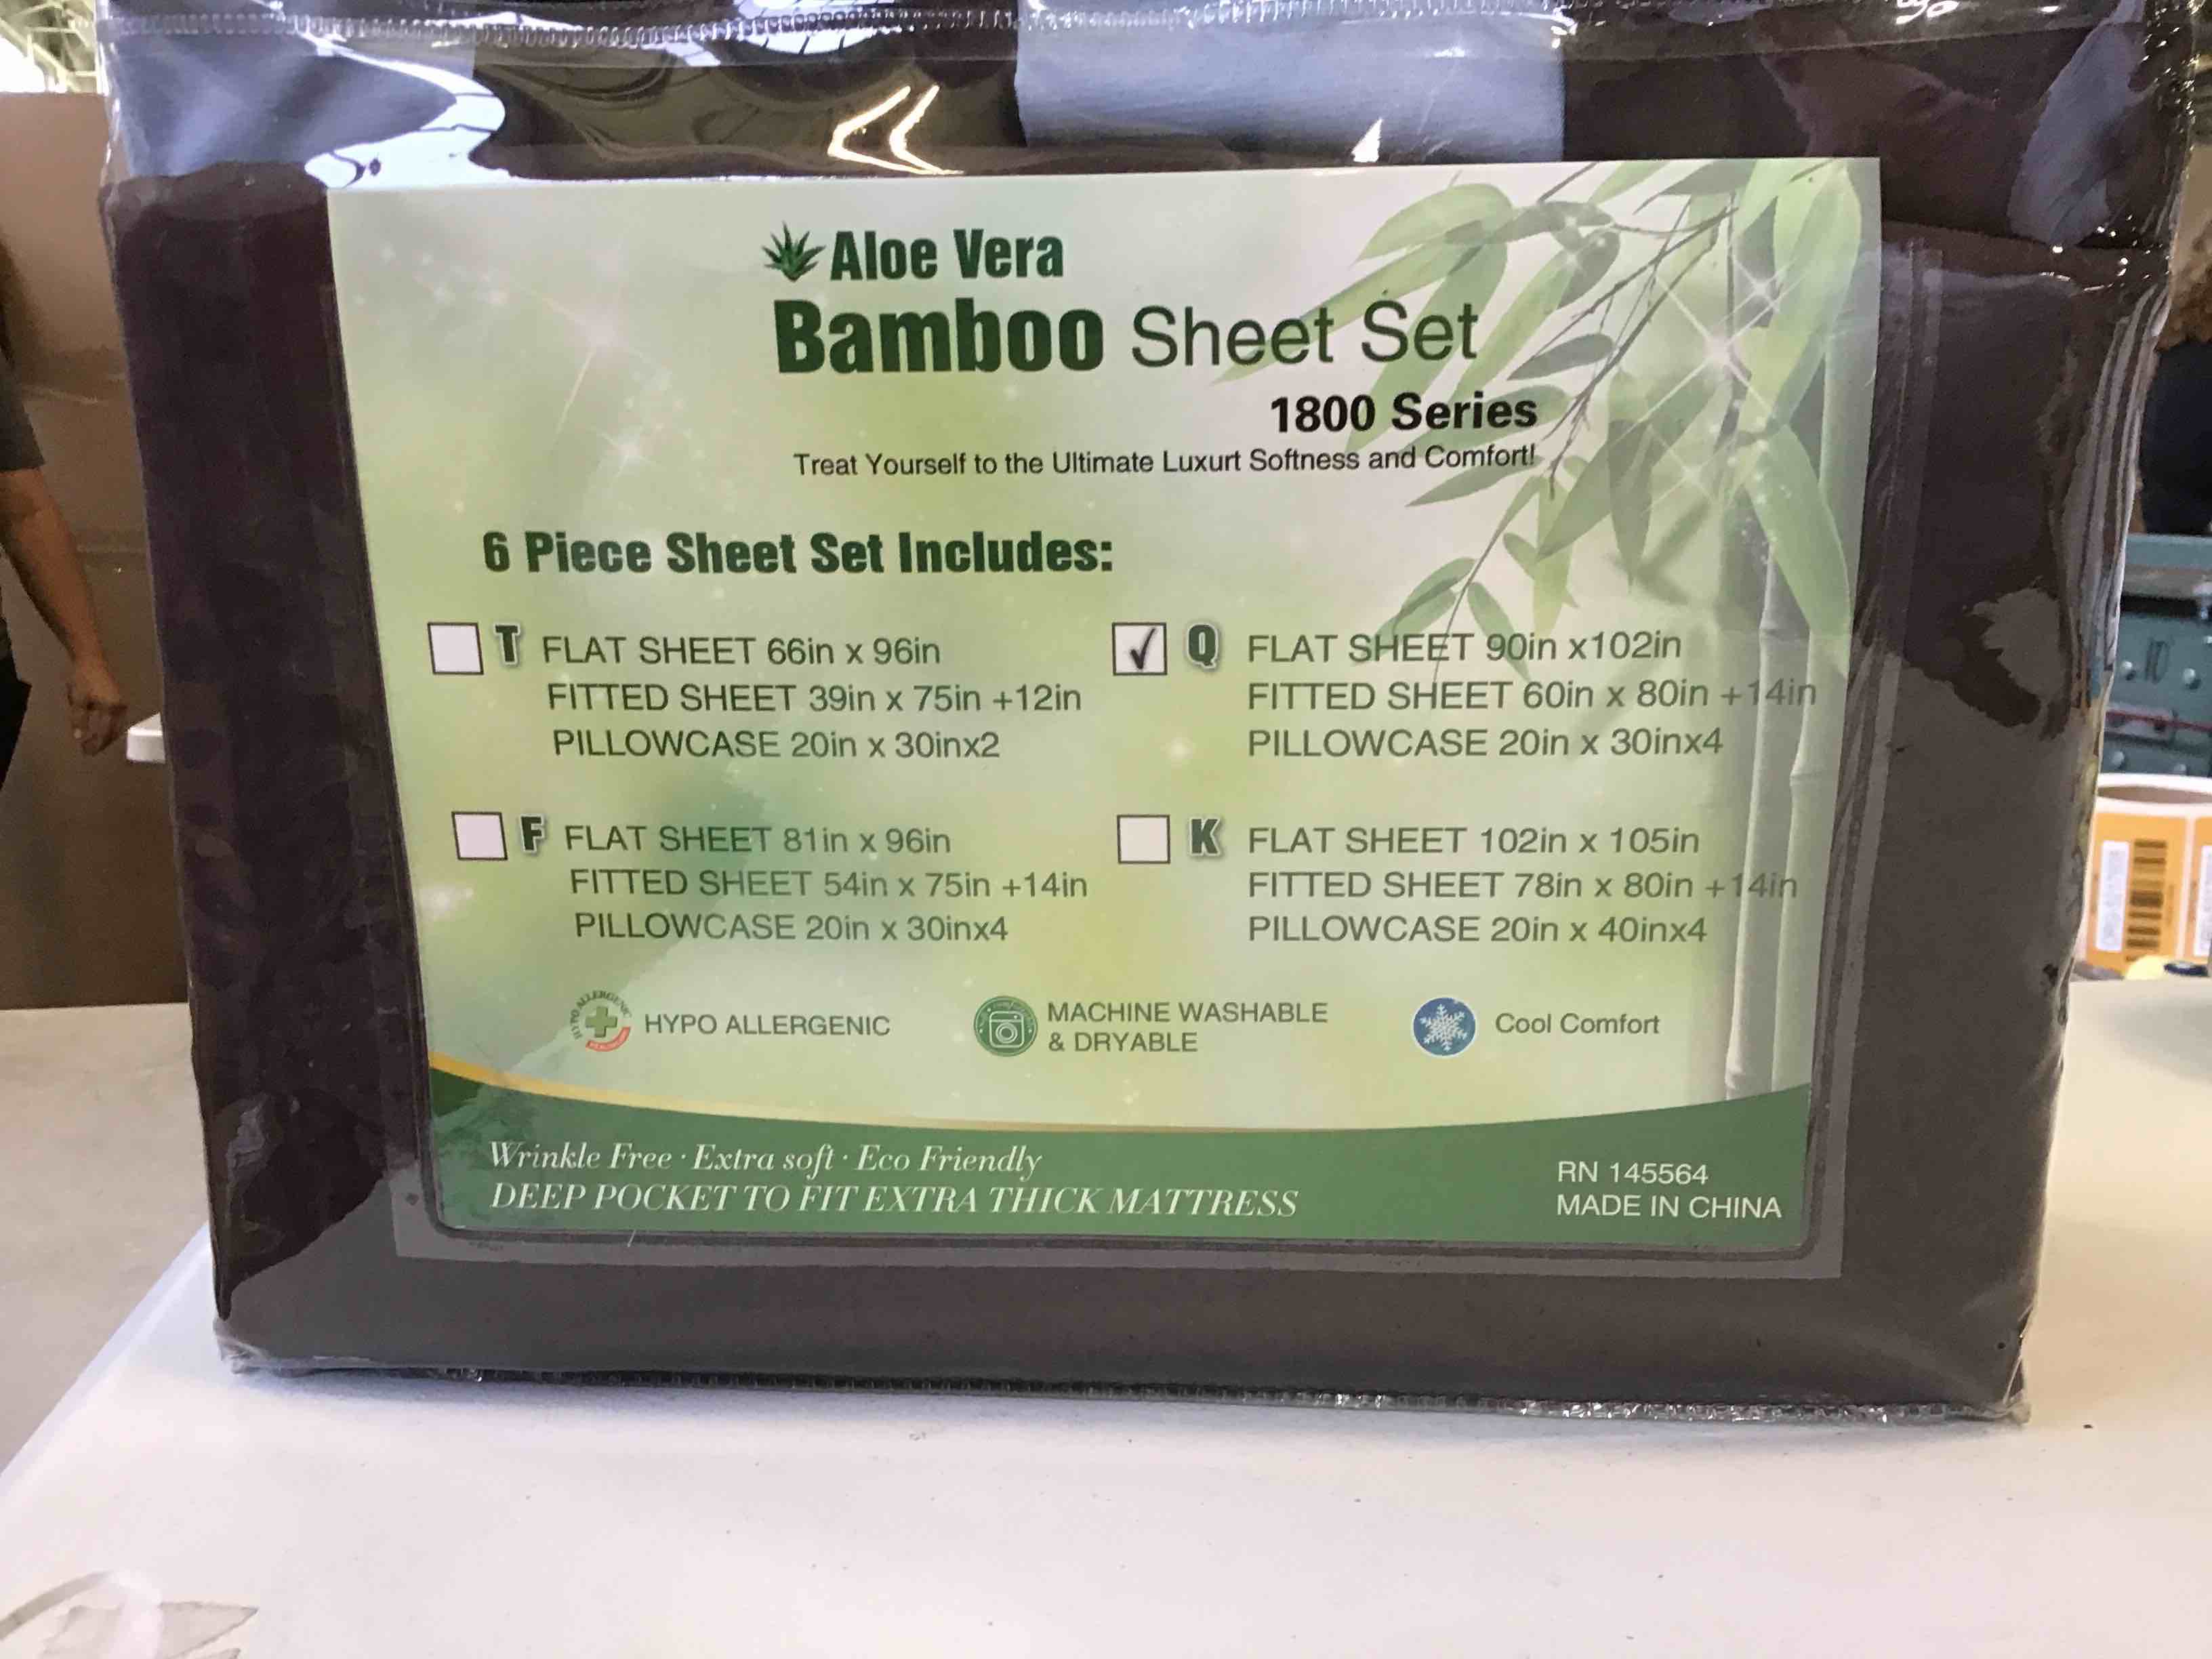 Aloe Vera
Bamboo Sheet Set
1800 Series
Treat Yourself to the Ultimate Luxurt Softness and Comfort!
6 Piece Sheet Set Includes:
T FLAT SHEET 66in x 96in
FITTED SHEET 39in x 75in +12in
PILLOWCASE 20in x 30inx2
✓ Q FLAT SHEET 90in x102in
FITTED SHEET 60in x 80in +14in
PILLOWCASE 20in x 30inx4
F FLAT SHEET 81in x 96in
FITTED SHEET 54in x 75in +14in
PILLOWCASE 20in x 30inx4
K FLAT SHEET 102in x 105in
FITTED SHEET 78in x 80in +14in
PILLOWCASE 20in x 40inx4
HYPO ALLERGENIC
HYPO ALLERGENIC
MACHINE WASHABLE
& DRYABLE
Cool Comfort
Wrinkle Free · Extra soft · Eco Friendly
DEEP POCKET TO FIT EXTRA THICK MATTRESS
RN 145564
MADE IN CHINA